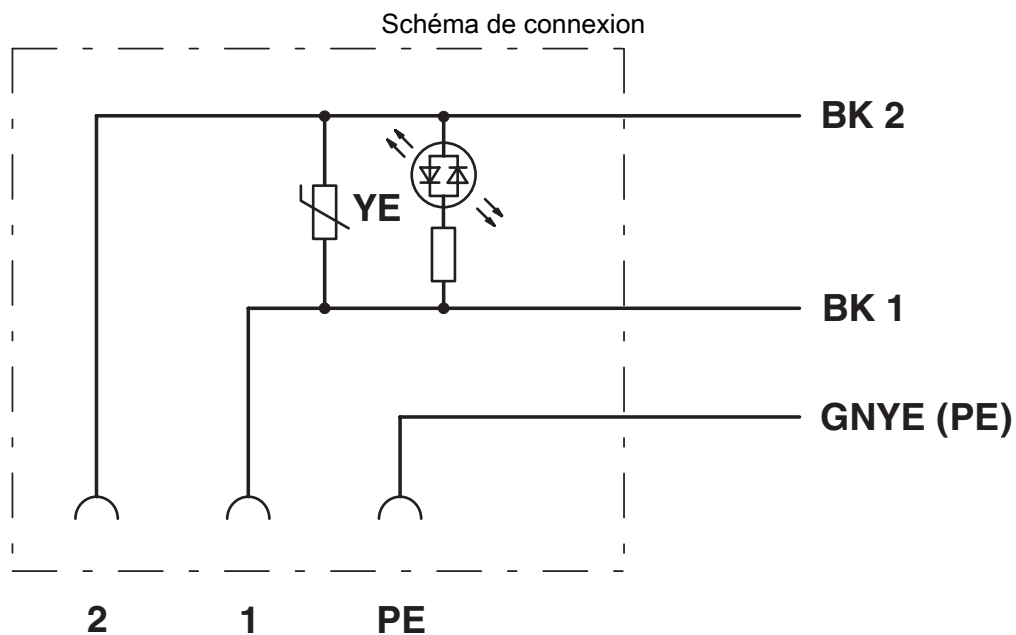 Schéma de connexion
BK 2
YE
BK 1
GNYE (PE)
2 1 PE